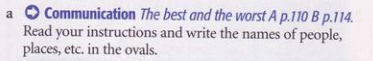 a Communication The best and the worst A p.110 B p.114.
Read your instructions and write the names of people,
places, etc. in the ovals.